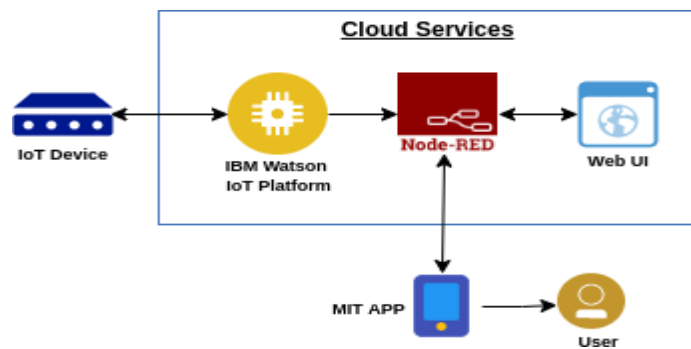 Cloud Services
IoT Device
IBM Watson
IoT Platform
Node-RED
Web UI
MIT APP
User